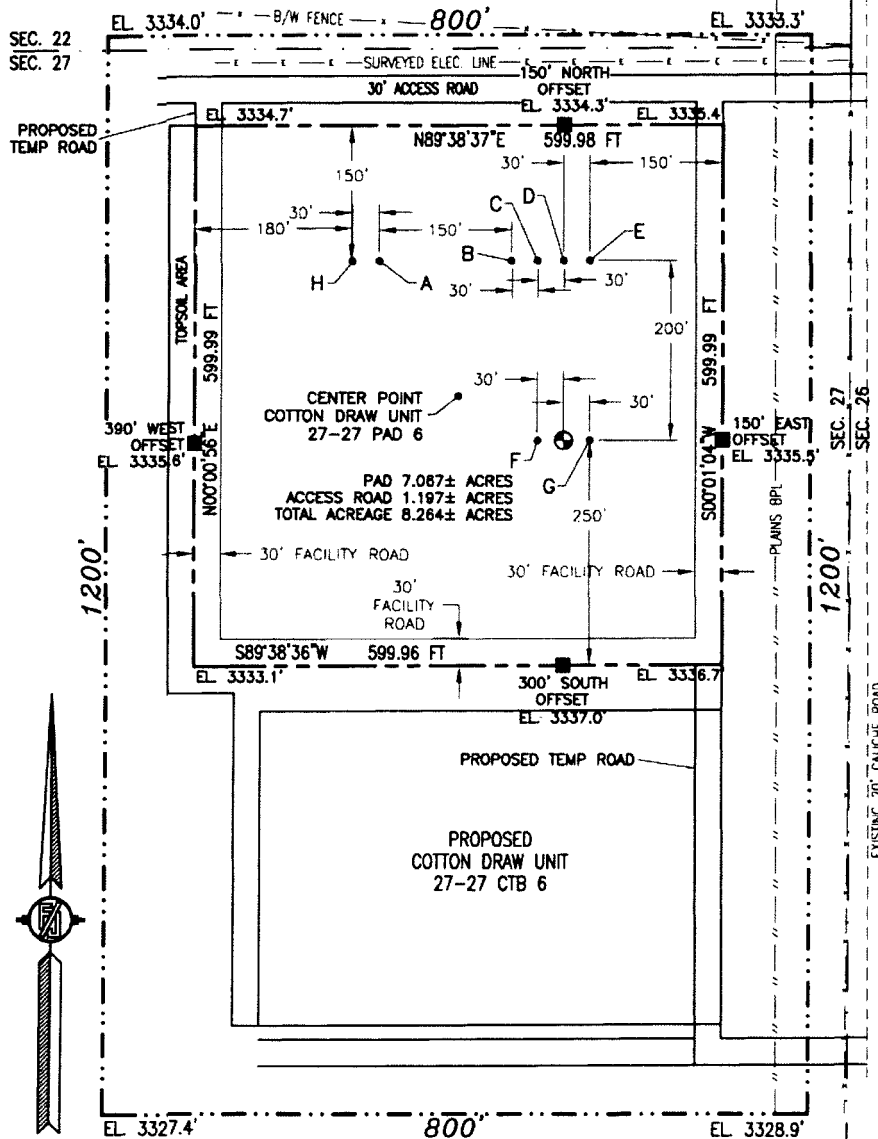 EL. 3334.0'
B/W FENCE
800'
EL. 3333.3'
SEC. 22
SEC. 27
SURVEYED ELEC. LINE
30' ACCESS ROAD
150' NORTH
OFFSET
EL. 3334.3'
PROPOSED
TEMP ROAD
EL. 3334.7'
EL. 3335.4'
N89°38'37"E 599.98 FT
150'
30'
150'
D
C
E
30'
180'
150'
B
H
A
30'
30'
TOPSOIL AREA
N00°00'56"E 599.99 FT
200'
S00°01'04"W 599.99 FT
30'
30'
CENTER POINT
COTTON DRAW UNIT
27-27 PAD 6
390' WEST
OFFSET
EL. 3335.6'
F
G
150' EAST
OFFSET
EL. 3335.5'
SEC. 27
SEC. 26
PAD 7.067± ACRES
ACCESS ROAD 1.197± ACRES
TOTAL ACREAGE 8.264± ACRES
250'
PLAINS BPL
30' FACILITY ROAD
30' FACILITY ROAD
1200'
1200'
30'
FACILITY
ROAD
S89°38'36"W 599.96 FT
EL. 3333.1'
EL. 3336.7'
300' SOUTH
OFFSET
EL. 3337.0'
EXISTING 20' CALICHE ROAD
PROPOSED TEMP ROAD
PROPOSED
COTTON DRAW UNIT
27-27 CTB 6
EL. 3327.4'
800'
EL. 3328.9'